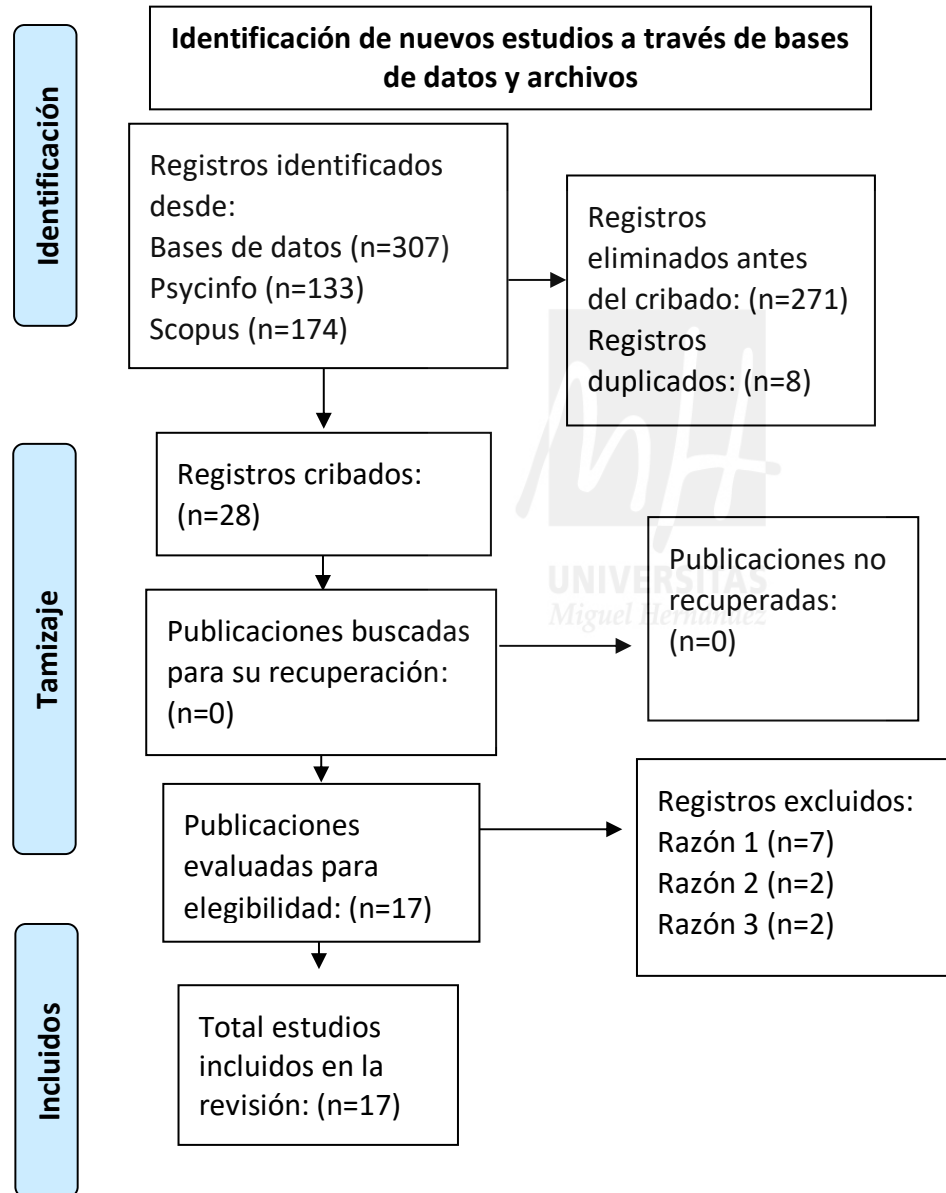 Identificación de nuevos estudios a través de bases
de datos y archivos
Identificación
Registros identificados
desde:
Bases de datos (n=307)
Psycinfo (n=133)
Scopus (n=174)
Registros
eliminados antes
del cribado: (n=271)
Registros
duplicados: (n=8)
Tamizaje
Registros cribados:
(n=28)
Publicaciones buscadas
para su recuperación:
(n=0)
Publicaciones no
recuperadas:
(n=0)
Publicaciones
evaluadas para
elegibilidad: (n=17)
Registros excluidos:
Razón 1 (n=7)
Razón 2 (n=2)
Razón 3 (n=2)
Incluidos
Total estudios
incluidos en la
revisión: (n=17)
UNIVERSITAS
Miguel Hernández